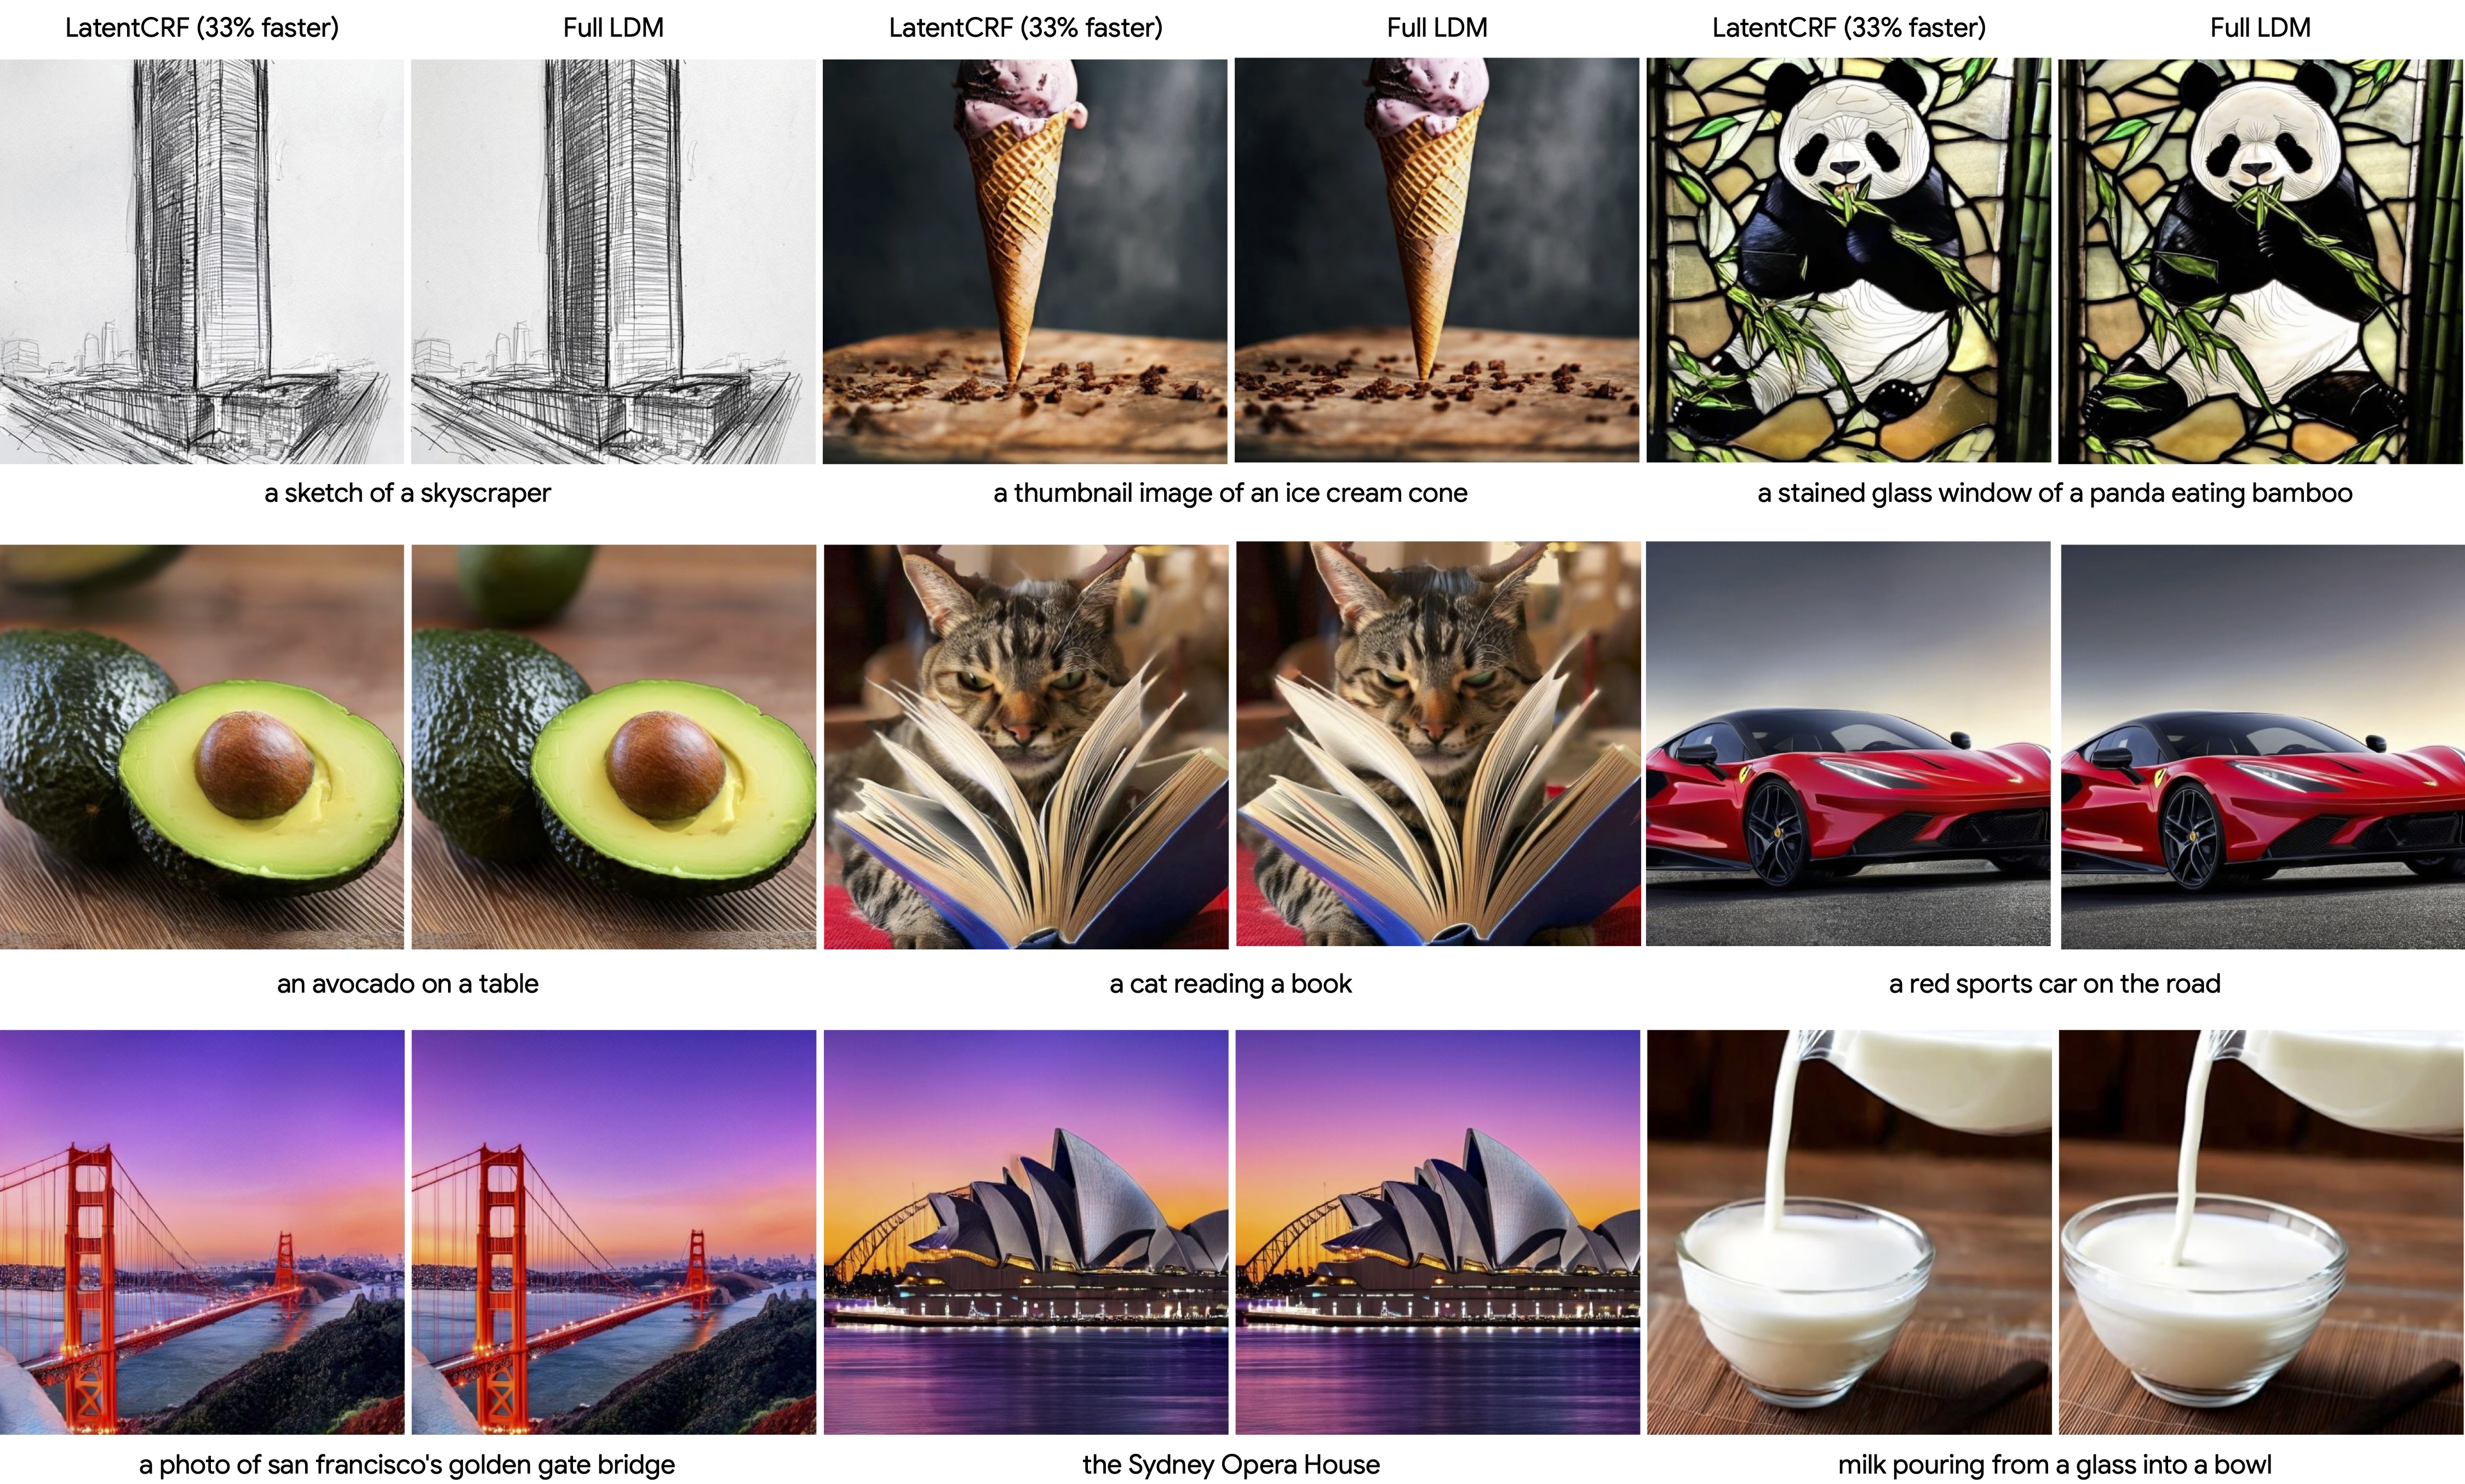 LatentCRF (33% faster)
Full LDM
LatentCRF (33% faster)
Full LDM
LatentCRF (33% faster)
Full LDM
a sketch of a skyscraper
a thumbnail image of an ice cream cone
a stained glass window of a panda eating bamboo
an avocado on a table
a cat reading a book
a red sports car on the road
a photo of san francisco's golden gate bridge
the Sydney Opera House
milk pouring from a glass into a bowl